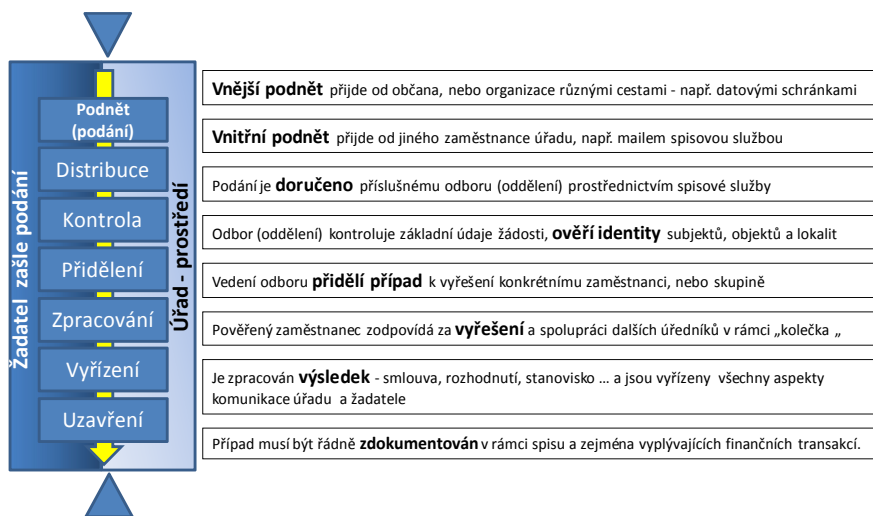 Žadatel zašle podání
Podnět
(podání)
Distribuce
Kontrola
Přidělení
Zpracování
Vyřízení
Uzavření
Úřad - prostředí
Vnější podnět přijde od občana, nebo organizace různými cestami - např. datovými schránkami
Vnitřní podnět přijde od jiného zaměstnance úřadu, např. mailem spisovou službou
Podání je doručeno příslušnému odboru (oddělení) prostřednictvím spisové služby
Odbor (oddělení) kontroluje základní údaje žádosti, ověří identity subjektů, objektů a lokalit
Vedení odboru přidělí případ k vyřešení konkrétnímu zaměstnanci, nebo skupině
Pověřený zaměstnanec zodpovídá za vyřešení a spolupráci dalších úředníků v rámci „kolečka „
Je zpracován výsledek - smlouva, rozhodnutí, stanovisko ... a jsou vyřízeny všechny aspekty
komunikace úřadu a žadatele
Případ musí být řádně zdokumentován v rámci spisu a zejména vyplývajících finančních transakcí.